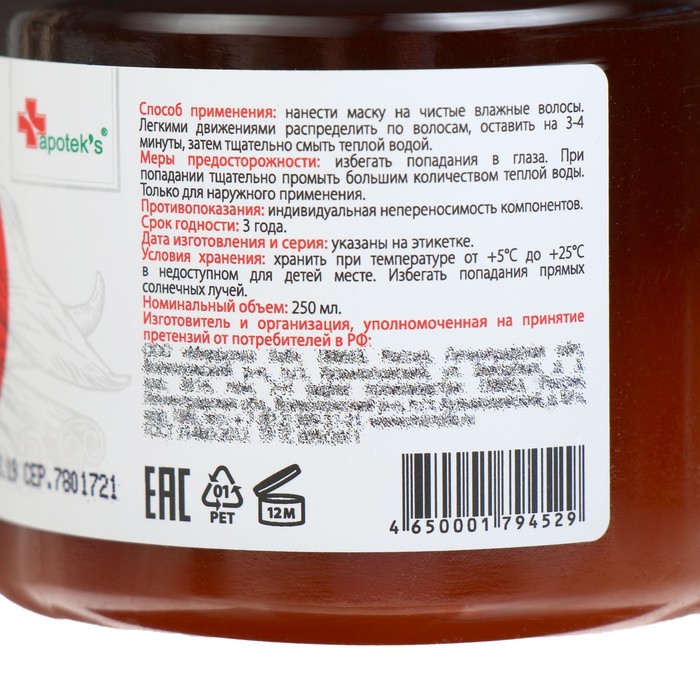 apotek's®
Способ применения: нанести маску на чистые влажные волосы.
Легкими движениями распределить по волосам, оставить на 3-4
минуты, затем тщательно смыть теплой водой.
Меры предосторожности: избегать попадания в глаза. При
попадании тщательно промыть большим количеством теплой воды.
Только для наружного применения.
Противопоказания: индивидуальная непереносимость компонентов.
Срок годности: 3 года.
Дата изготовления и серия: указаны на этикетке.
Условия хранения: хранить при температуре от +5°С до +25°С
в недоступном для детей месте. Избегать попадания прямых
солнечных лучей.
Номинальный объем: 250 мл.
Изготовитель и организация, уполномоченная на принятие
претензий от потребителей в РФ:
.19 СЕР.7801721
EAC
01
PET
12M
4 650001 794529